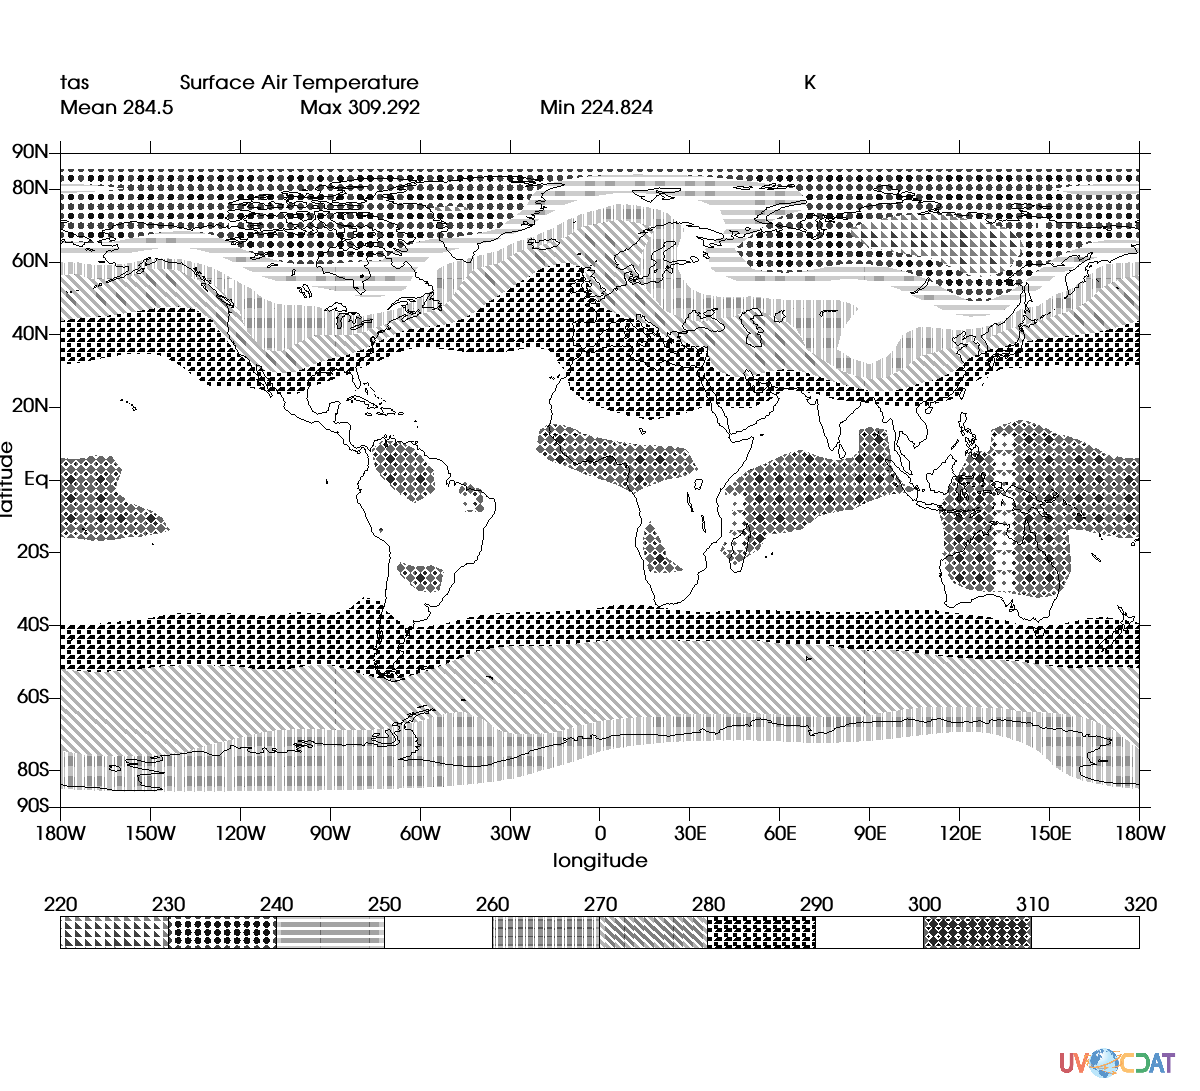 tas Surface Air Temperature K
Mean 284.5 Max 309.292 Min 224.824
90N
80N
60N
40N
20N
Eq
20S
40S
60S
80S
90S
latitude
180W 150W 120W 90W 60W 30W 0 30E 60E 90E 120E 150E 180W
longitude
220 230 240 250 260 270 280 290 300 310 320
UV CDAT